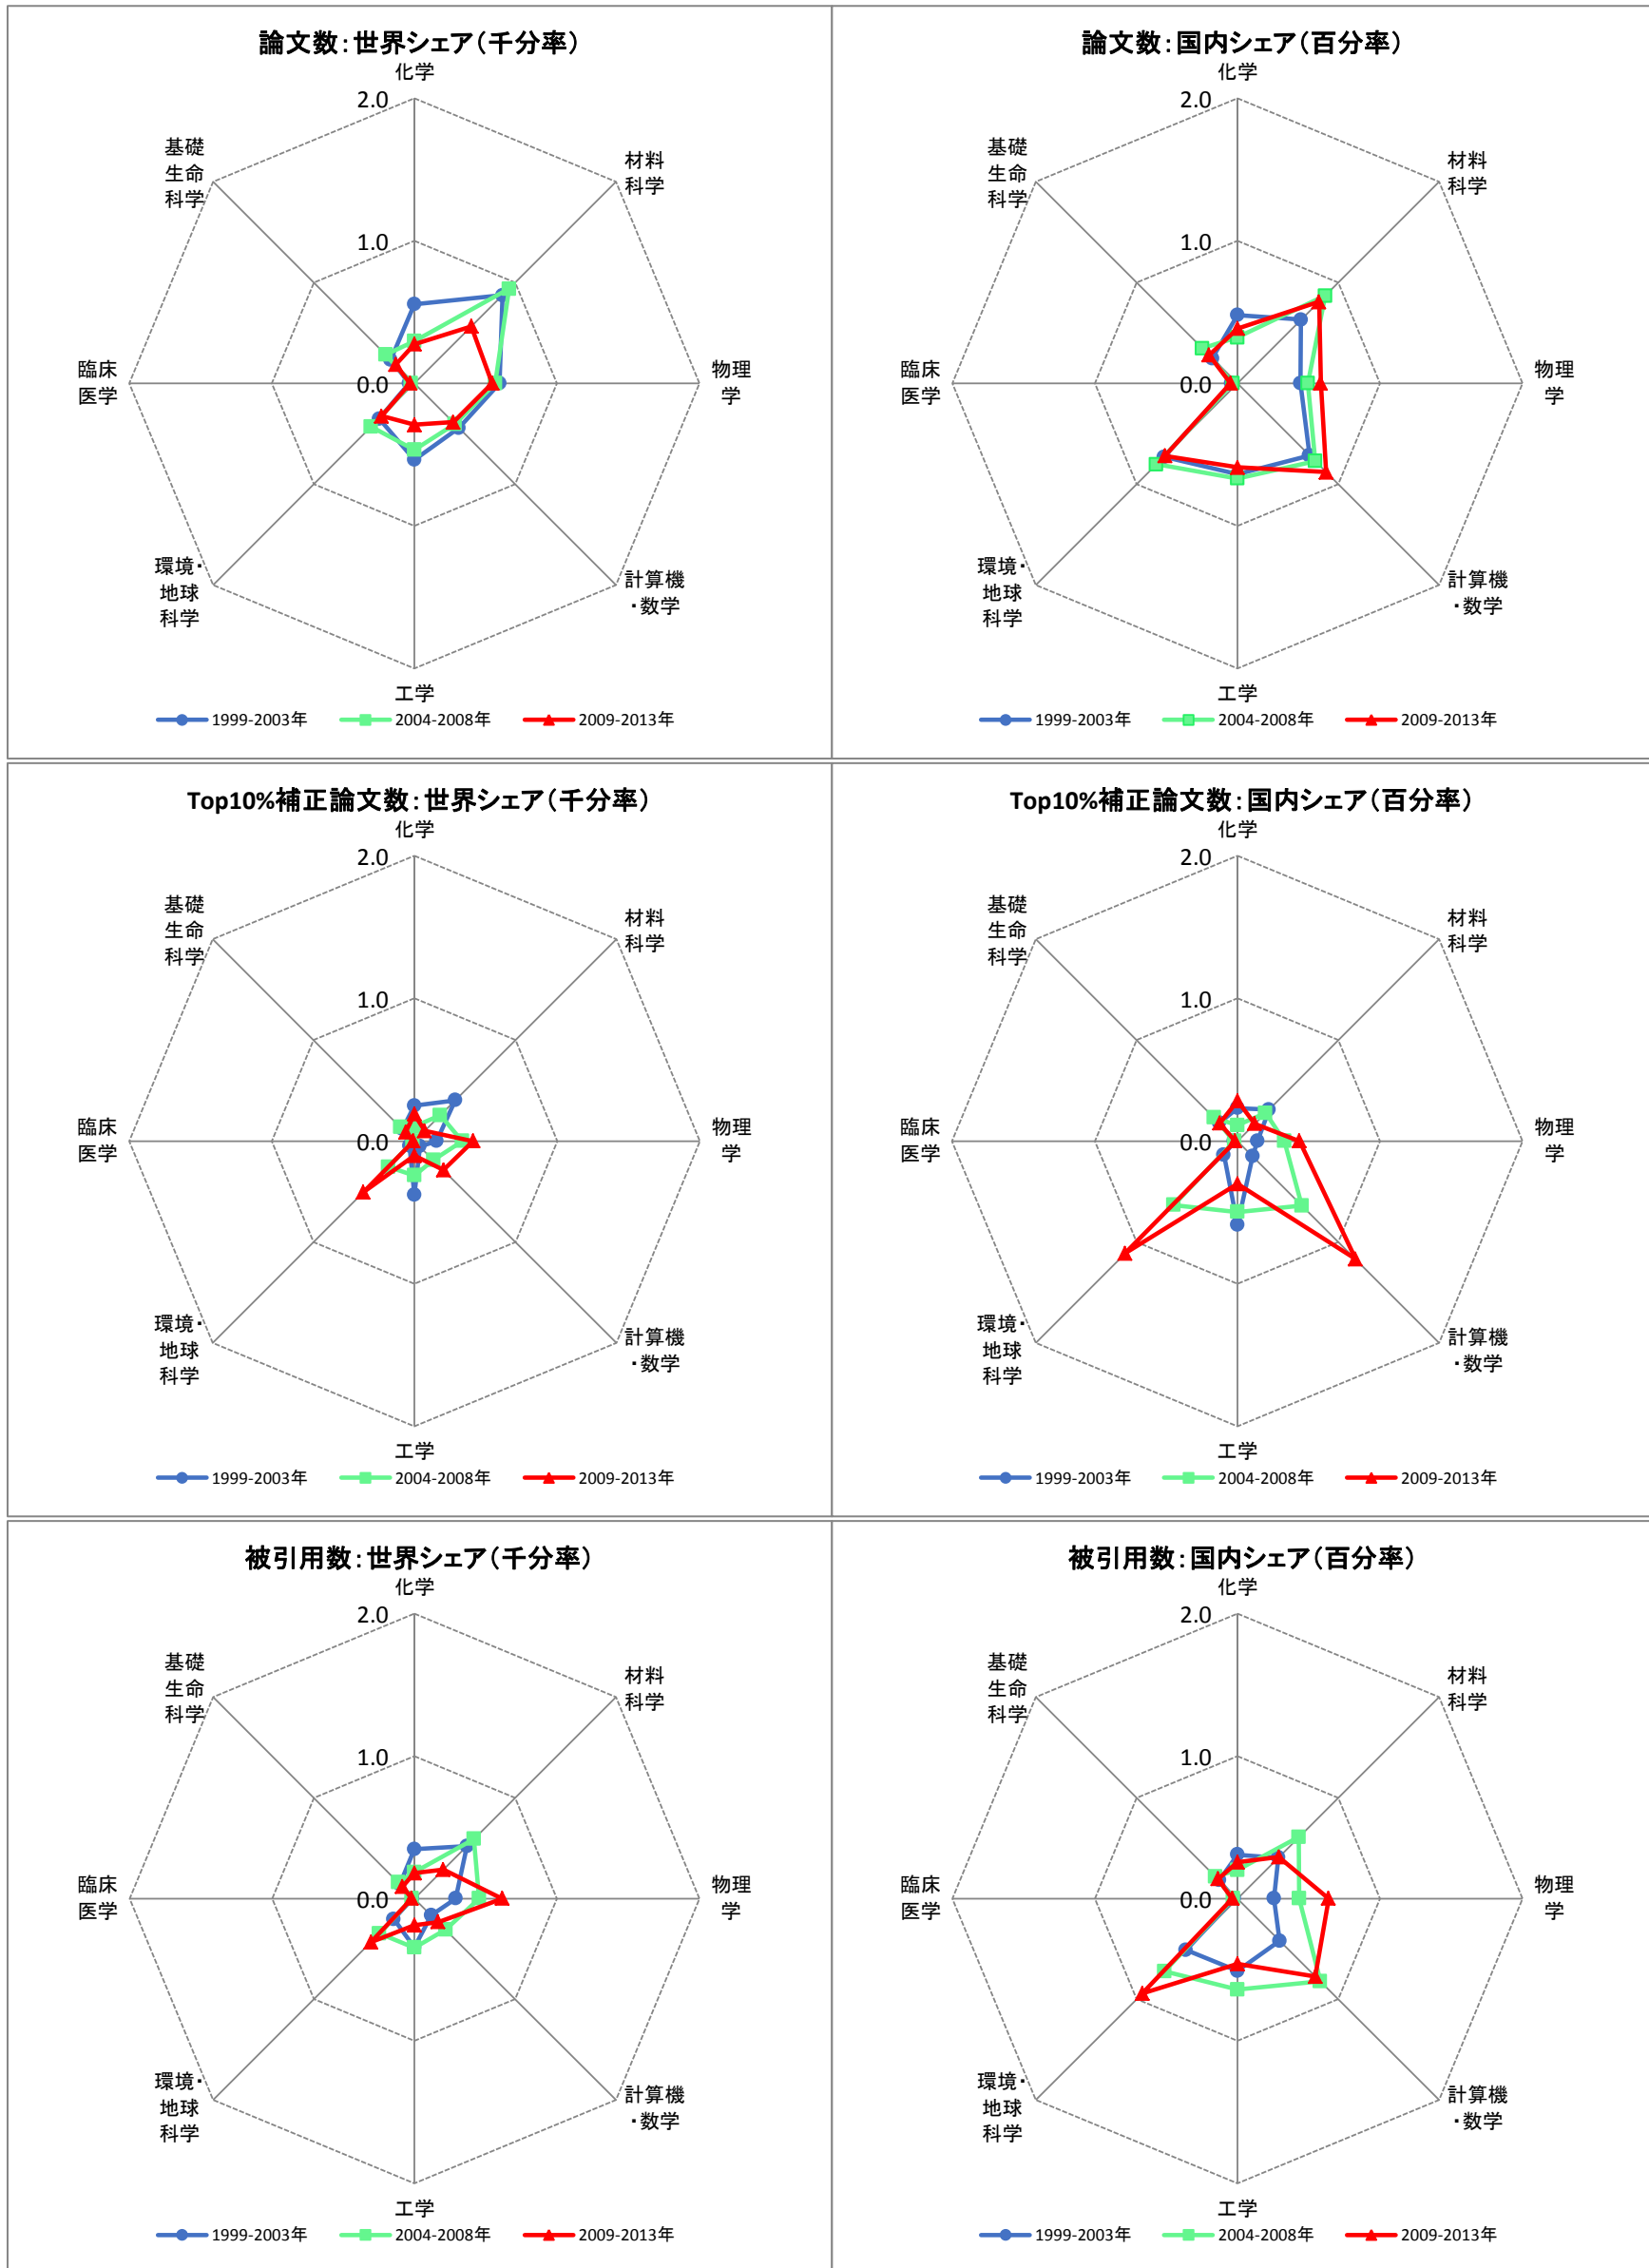 論文数：世界シェア（千分率）
化学
2.0
基礎
生命
科学
材料
科学
1.0
臨床
医学
0.0
物理
学
環境・
地球
科学
計算機
・数学
工学
1999-2003年
2004-2008年
2009-2013年
論文数：国内シェア（百分率）
化学
2.0
基礎
生命
科学
材料
科学
1.0
臨床
医学
0.0
物理
学
環境・
地球
科学
計算機
・数学
工学
1999-2003年
2004-2008年
2009-2013年
Top10%補正論文数：世界シェア（千分率）
化学
2.0
基礎
生命
科学
材料
科学
1.0
臨床
医学
0.0
物理
学
環境・
地球
科学
計算機
・数学
工学
1999-2003年
2004-2008年
2009-2013年
Top10%補正論文数：国内シェア（百分率）
化学
2.0
基礎
生命
科学
材料
科学
1.0
臨床
医学
0.0
物理
学
環境・
地球
科学
計算機
・数学
工学
1999-2003年
2004-2008年
2009-2013年
被引用数：世界シェア（千分率）
化学
2.0
基礎
生命
科学
材料
科学
1.0
臨床
医学
0.0
物理
学
環境・
地球
科学
計算機
・数学
工学
1999-2003年
2004-2008年
2009-2013年
被引用数：国内シェア（百分率）
化学
2.0
基礎
生命
科学
材料
科学
1.0
臨床
医学
0.0
物理
学
環境・
地球
科学
計算機
・数学
工学
1999-2003年
2004-2008年
2009-2013年